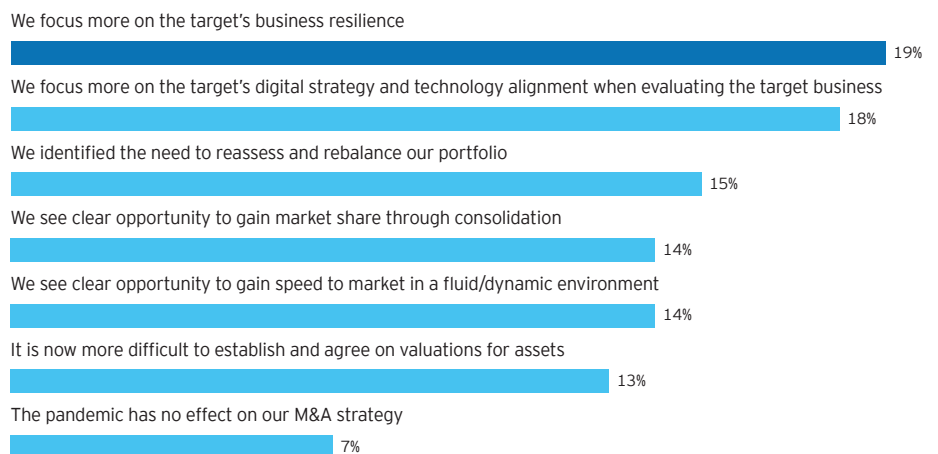 We focus more on the target’s business resilience
19%
We focus more on the target’s digital strategy and technology alignment when evaluating the target business
18%
We identified the need to reassess and rebalance our portfolio
15%
We see clear opportunity to gain market share through consolidation
14%
We see clear opportunity to gain speed to market in a fluid/dynamic environment
14%
It is now more difficult to establish and agree on valuations for assets
13%
The pandemic has no effect on our M&A strategy
7%